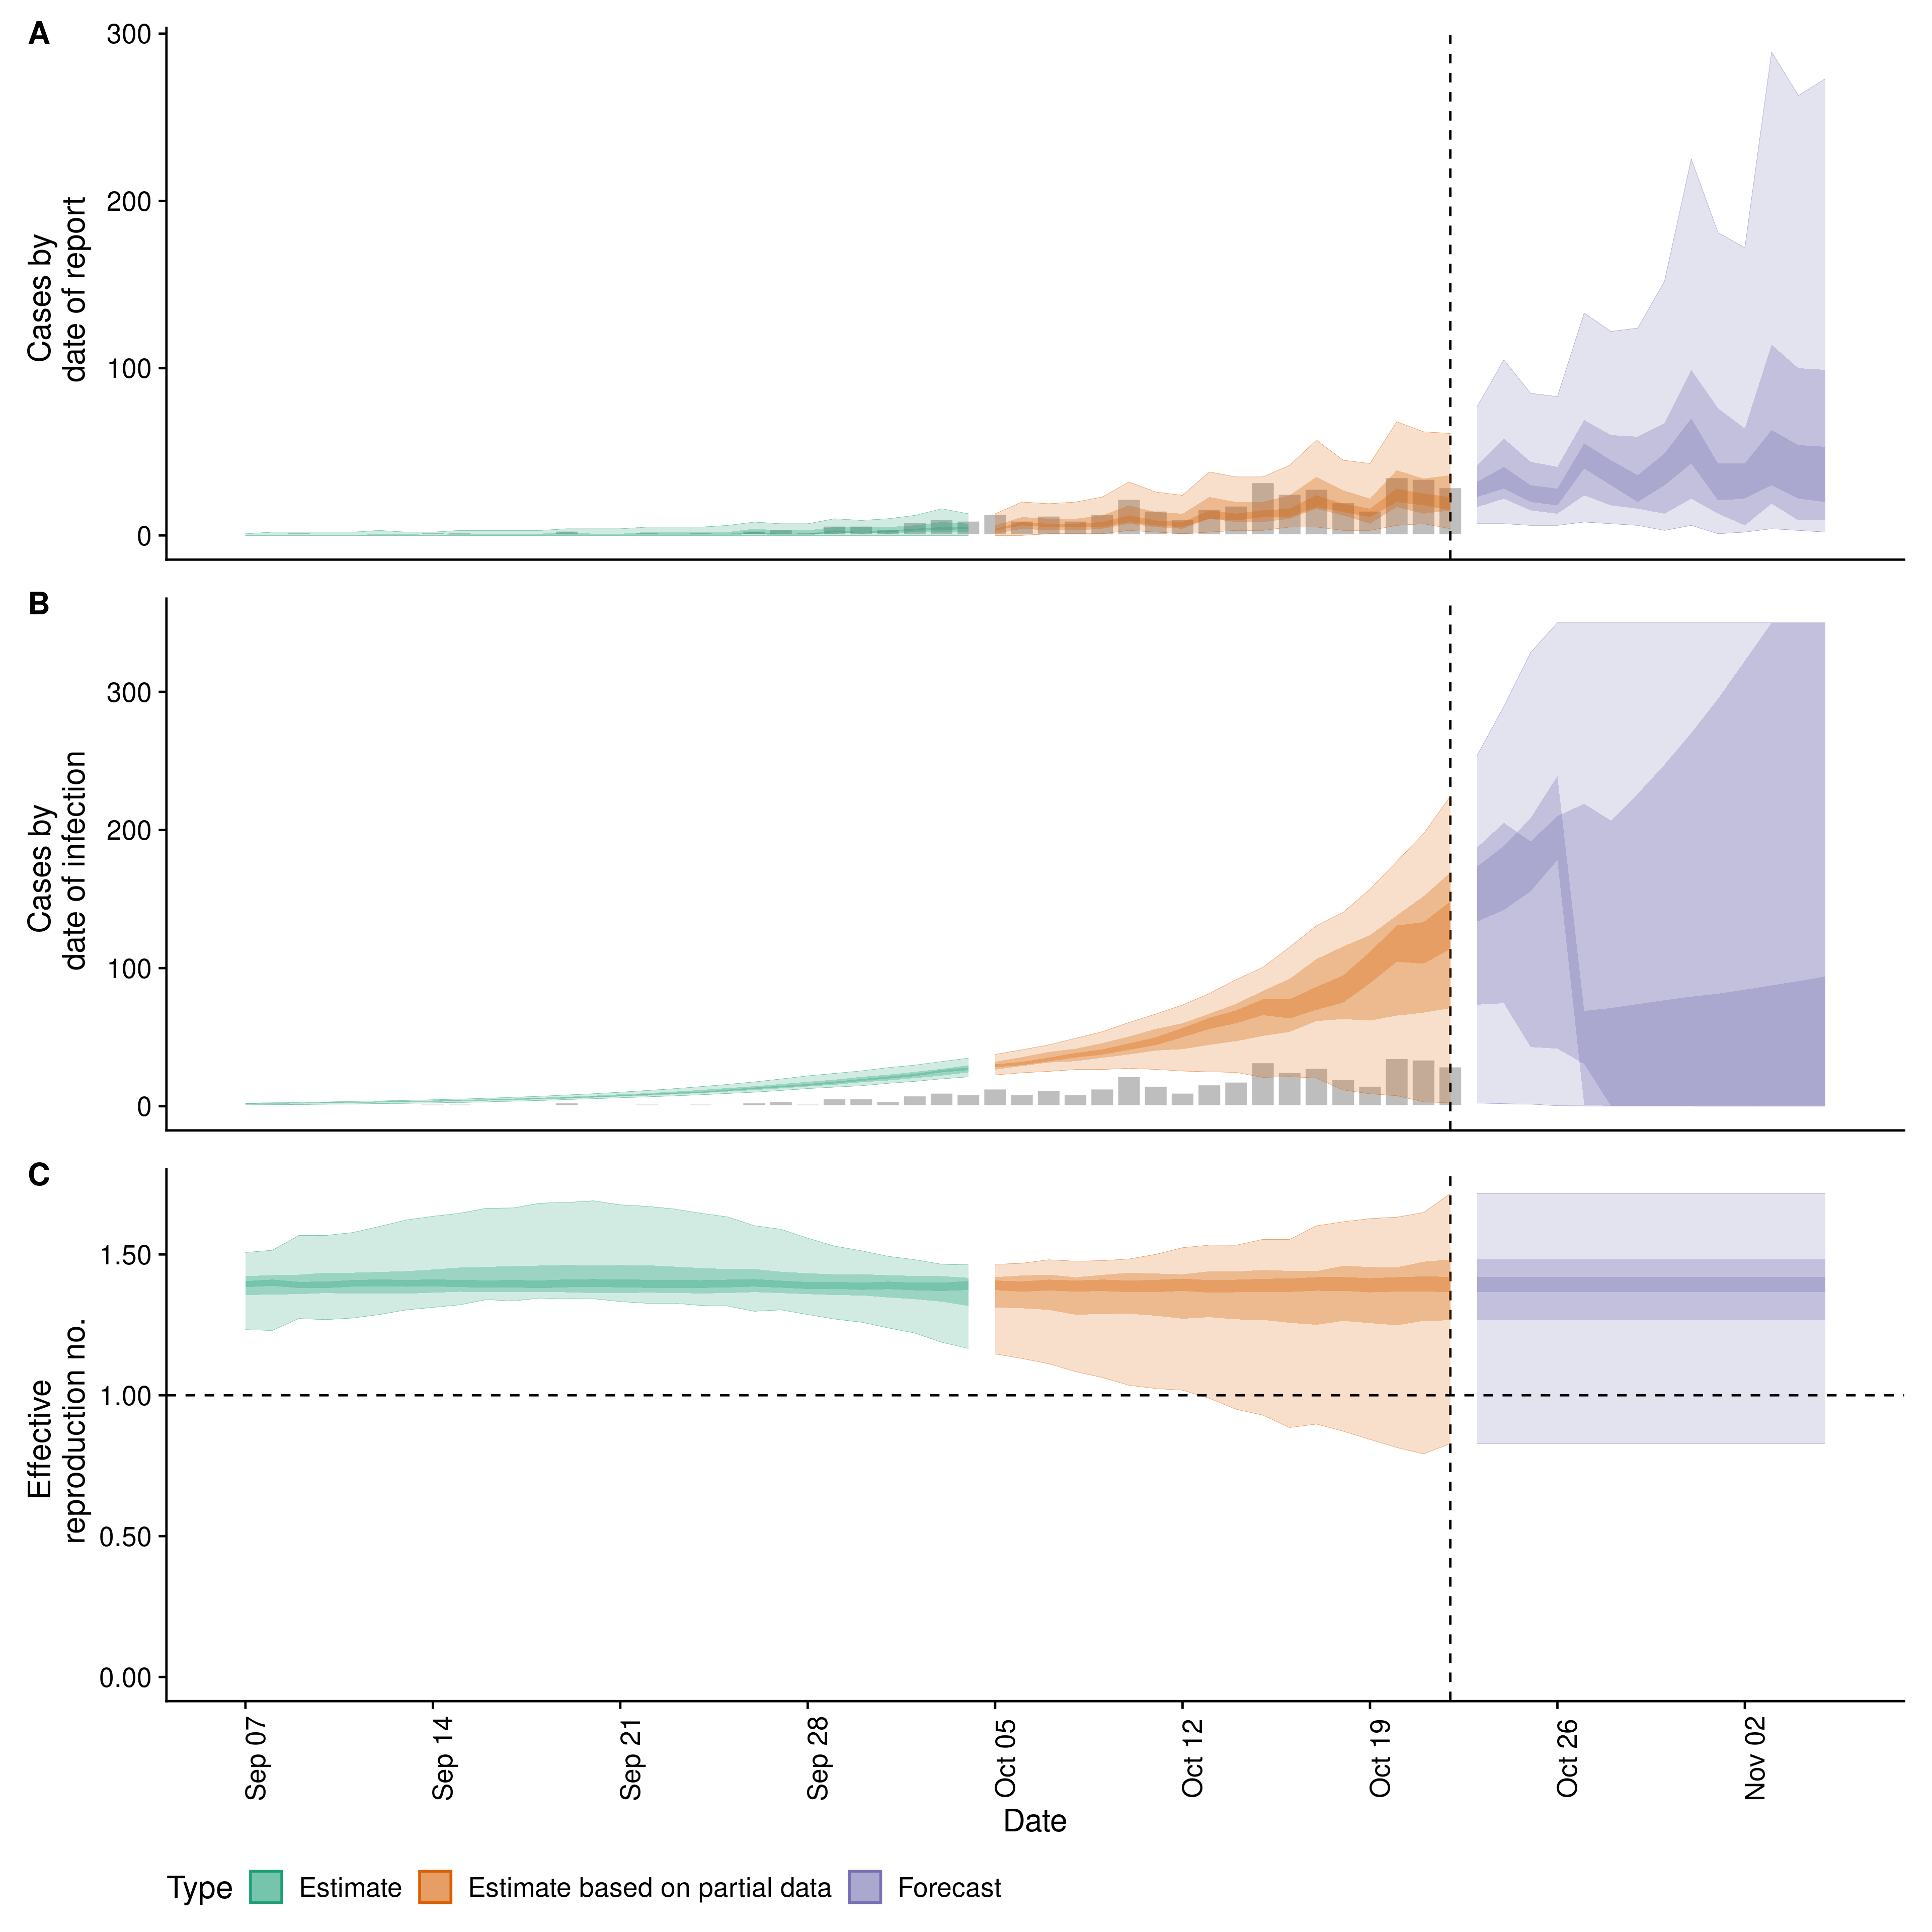 A
300
200
100
0
Cases by
date of report
B
300
200
100
0
Cases by
date of infection
C
1.50
1.00
0.50
0.00
Effective
reproduction no.
Sep 07
Sep 14
Sep 21
Sep 28
Oct 05
Oct 12
Oct 19
Oct 26
Nov 02
Date
Type Estimate Estimate based on partial data Forecast